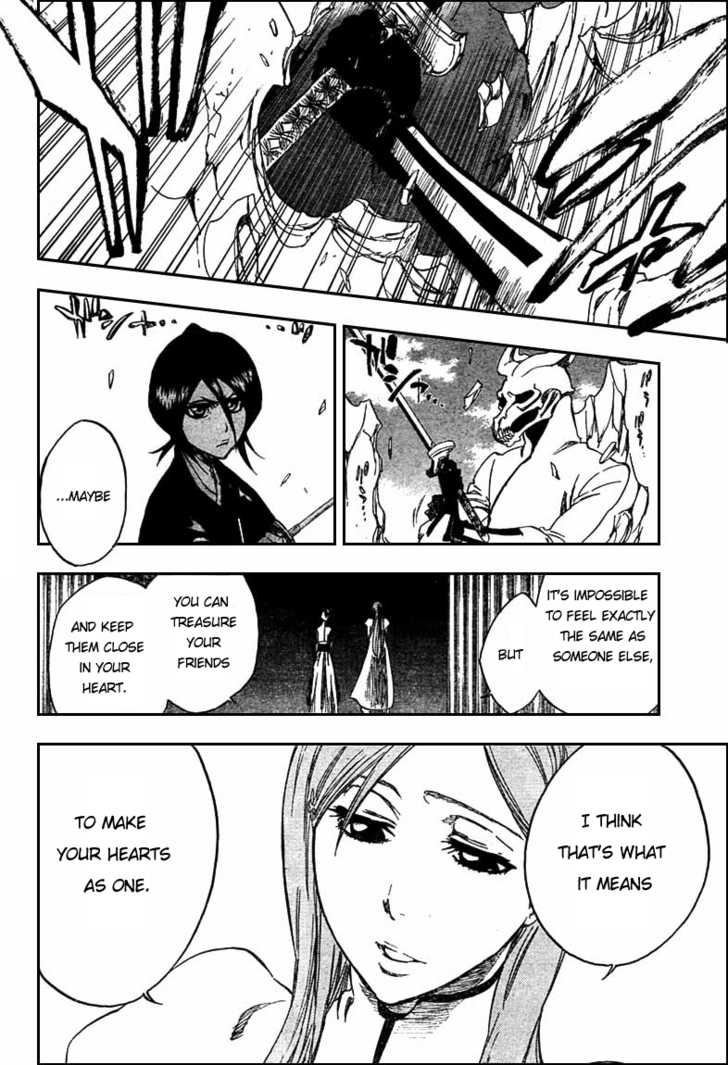 ...MAYBE
IT'S IMPOSSIBLE
TO FEEL EXACTLY
THE SAME AS
SOMEONE ELSE,
BUT
YOU CAN
TREASURE
YOUR
FRIENDS
AND KEEP
THEM CLOSE
IN YOUR
HEART.
I THINK
THAT'S WHAT
IT MEANS
TO MAKE
YOUR HEARTS
AS ONE.